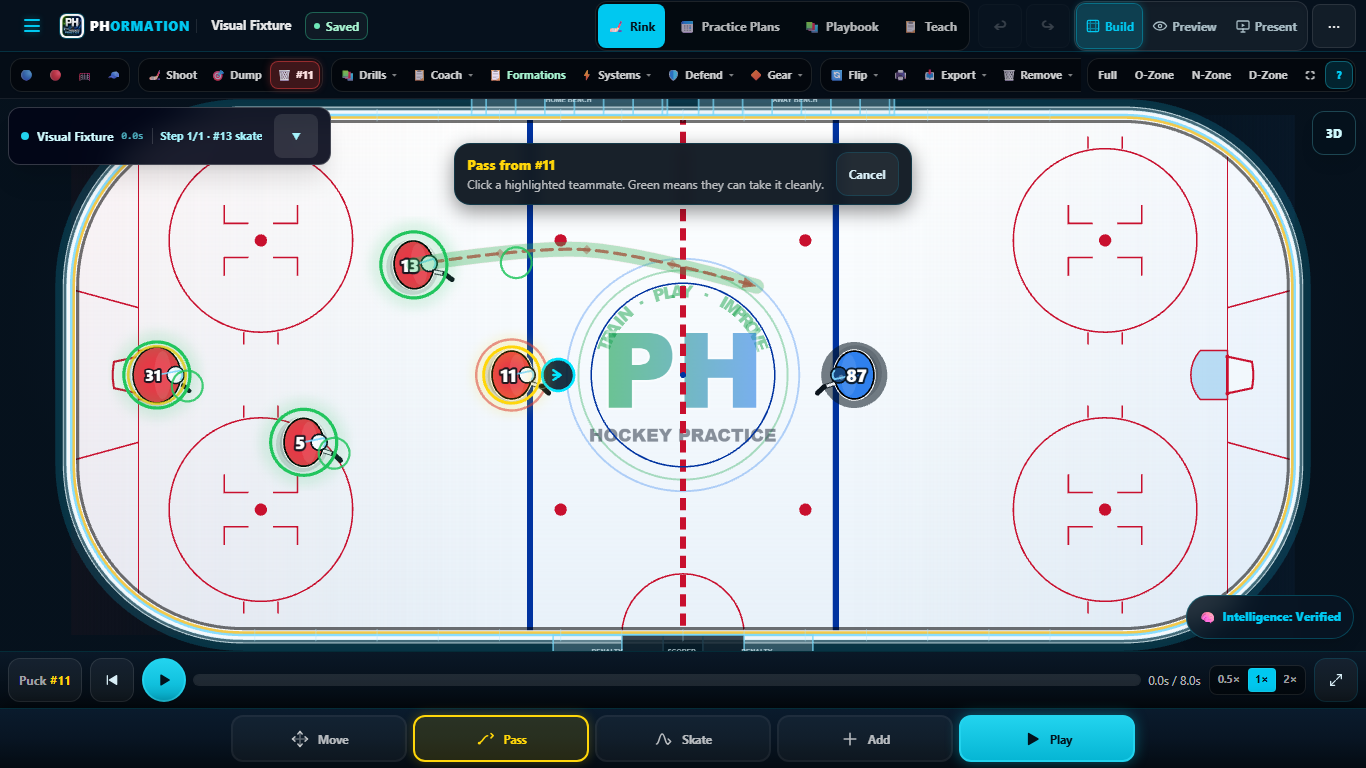 PH PHORMATION Visual Fixture Saved Rink Practice Plans Playbook Teach Build Preview Present ...
Shoot Dump #11 Drills Coach Formations Systems Defend Gear Flip Export Remove Full O-Zone N-Zone D-Zone ?
HOME BENCH AWAY BENCH
Visual Fixture 0.0s Step 1/1 · #13 skate
3D
Pass from #11
Click a highlighted teammate. Green means they can take it cleanly.
Cancel
13
TRAIN · PLAY · IMPROVE
31
11
PH
87
5
HOCKEY PRACTICE
Intelligence: Verified
PENALTY SCORER PENALTY
Puck #11 0.0s / 8.0s 0.5× 1× 2×
Move Pass Skate Add Play